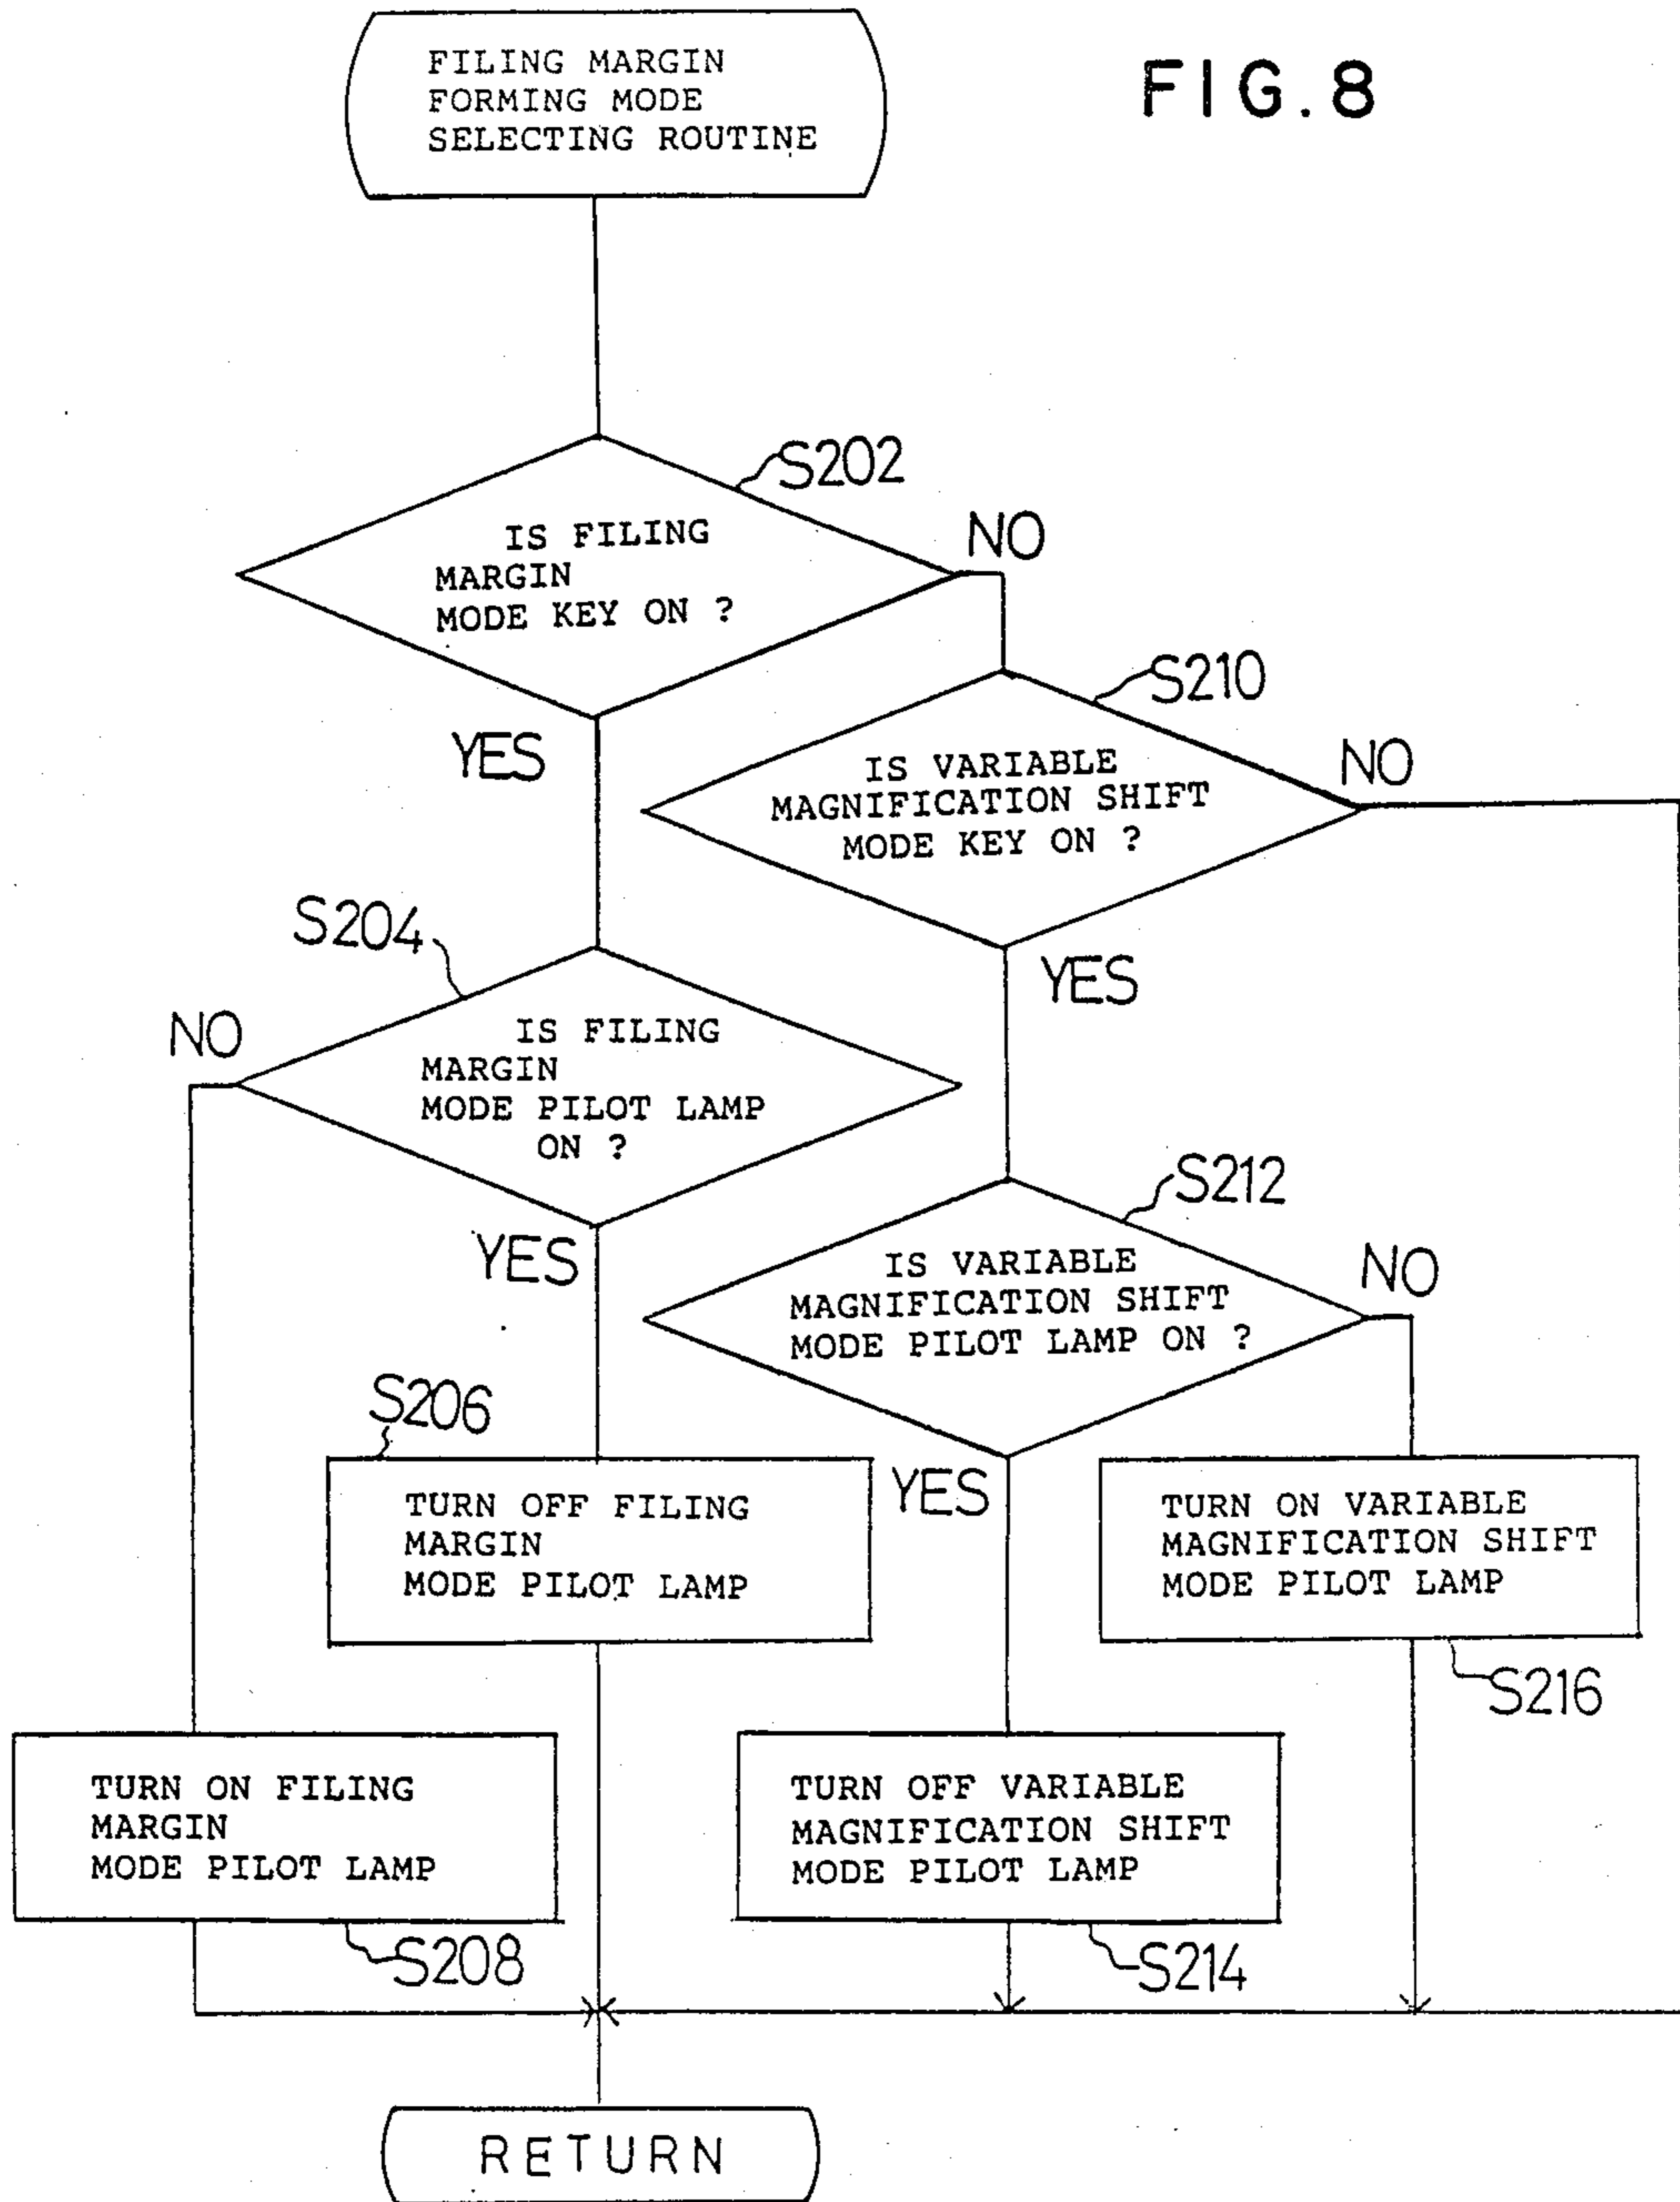 FILING MARGIN
FORMING MODE
SELECTING ROUTINE
FIG.8
S202
IS FILING
MARGIN
MODE KEY ON ?
NO
YES
S210
IS VARIABLE
MAGNIFICATION SHIFT
MODE KEY ON ?
NO
YES
S204
IS FILING
MARGIN
MODE PILOT LAMP
ON ?
NO
YES
S212
IS VARIABLE
MAGNIFICATION SHIFT
MODE PILOT LAMP ON ?
NO
YES
S206
TURN OFF FILING
MARGIN
MODE PILOT LAMP
TURN ON VARIABLE
MAGNIFICATION SHIFT
MODE PILOT LAMP
S216
TURN ON FILING
MARGIN
MODE PILOT LAMP
S208
TURN OFF VARIABLE
MAGNIFICATION SHIFT
MODE PILOT LAMP
S214
RETURN